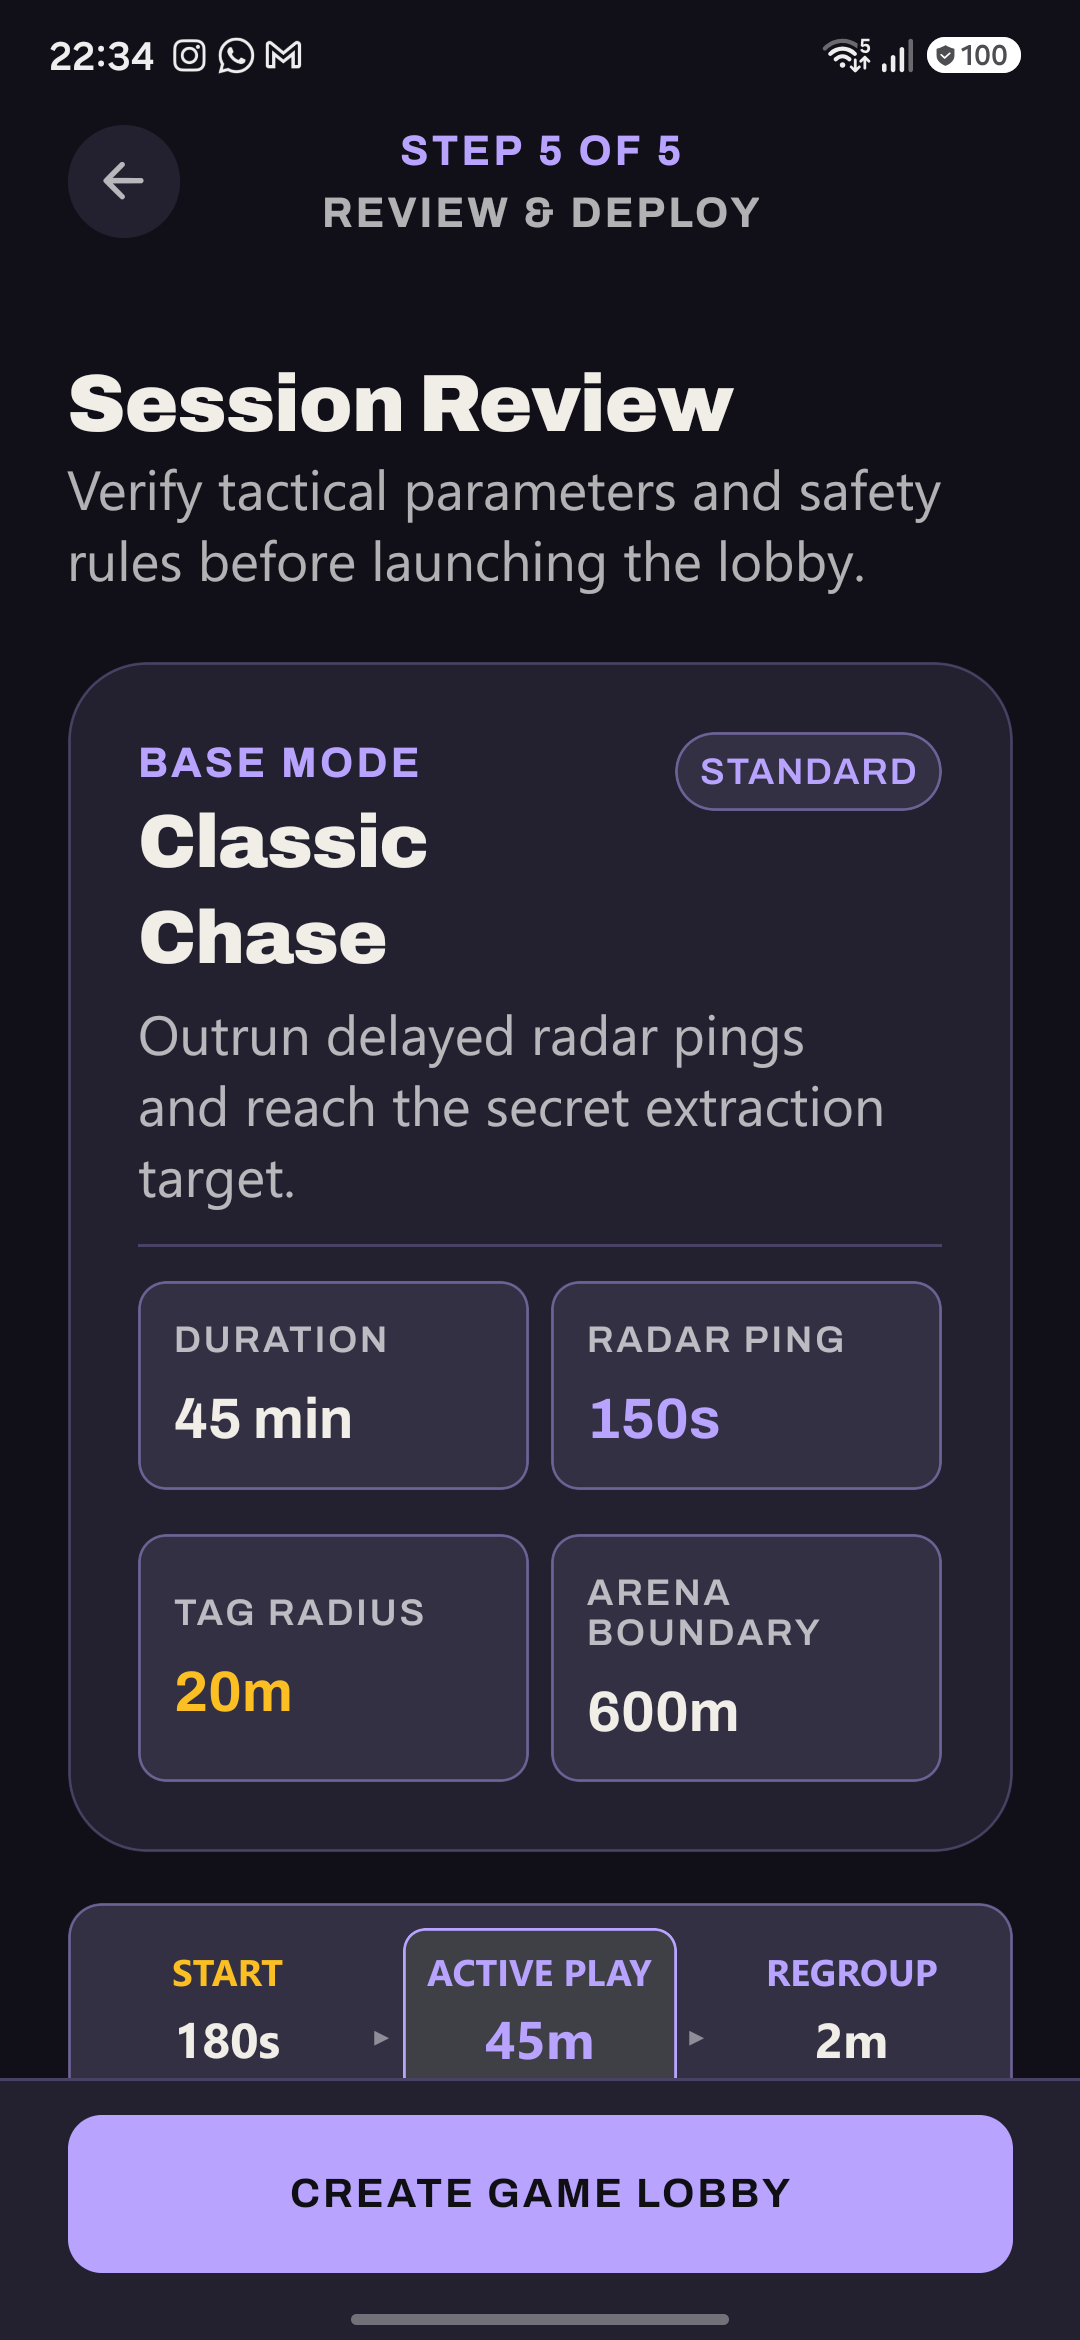 22:34
5
100
STEP 5 OF 5
REVIEW & DEPLOY
Session Review
Verify tactical parameters and safety
rules before launching the lobby.
BASE MODE
STANDARD
Classic
Chase
Outrun delayed radar pings
and reach the secret extraction
target.
DURATION
45 min
RADAR PING
150s
TAG RADIUS
20m
ARENA
BOUNDARY
600m
START
180s
ACTIVE PLAY
45m
REGROUP
2m
CREATE GAME LOBBY